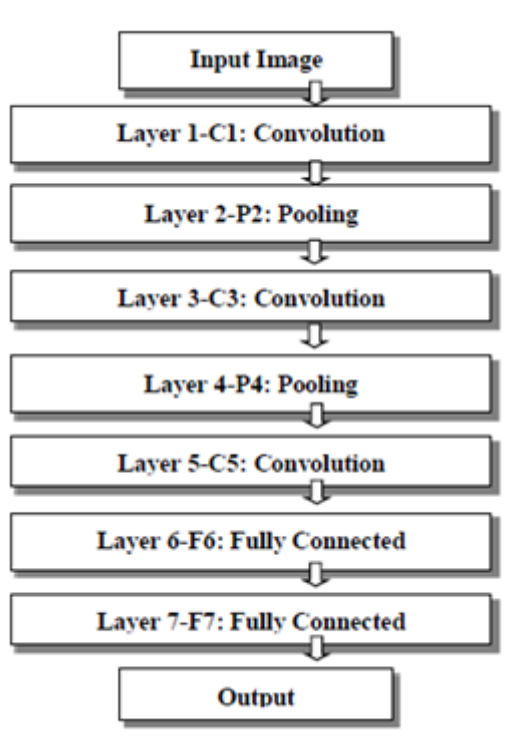 Input Image
Layer 1-C1: Convolution
Layer 2-P2: Pooling
Layer 3-C3: Convolution
Layer 4-P4: Pooling
Layer 5-C5: Convolution
Layer 6-F6: Fully Connected
Layer 7-F7: Fully Connected
Output